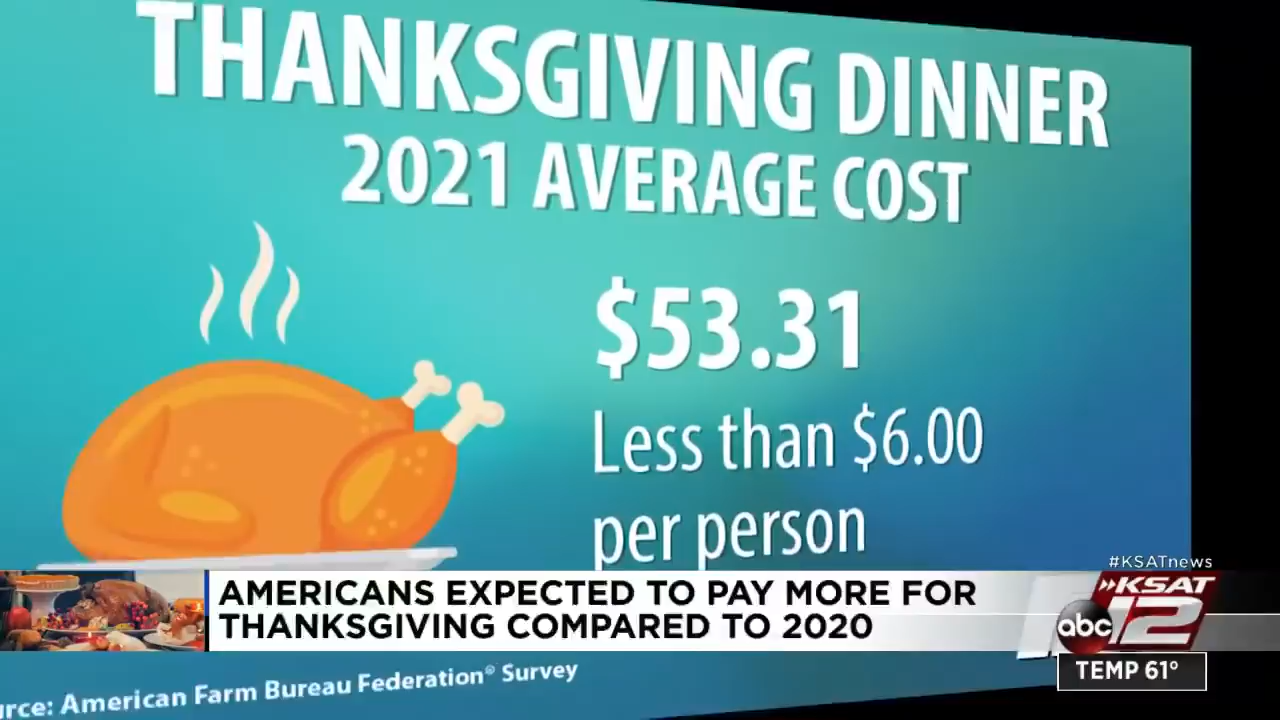 THANKSGIVING DINNER
2021 AVERAGE COST
$53.31
Less than $6.00
per person
#KSATnews
AMERICANS EXPECTED TO PAY MORE FOR
THANKSGIVING COMPARED TO 2020
KSAT
abc 12
TEMP 61°
American Farm Bureau Federation® Survey